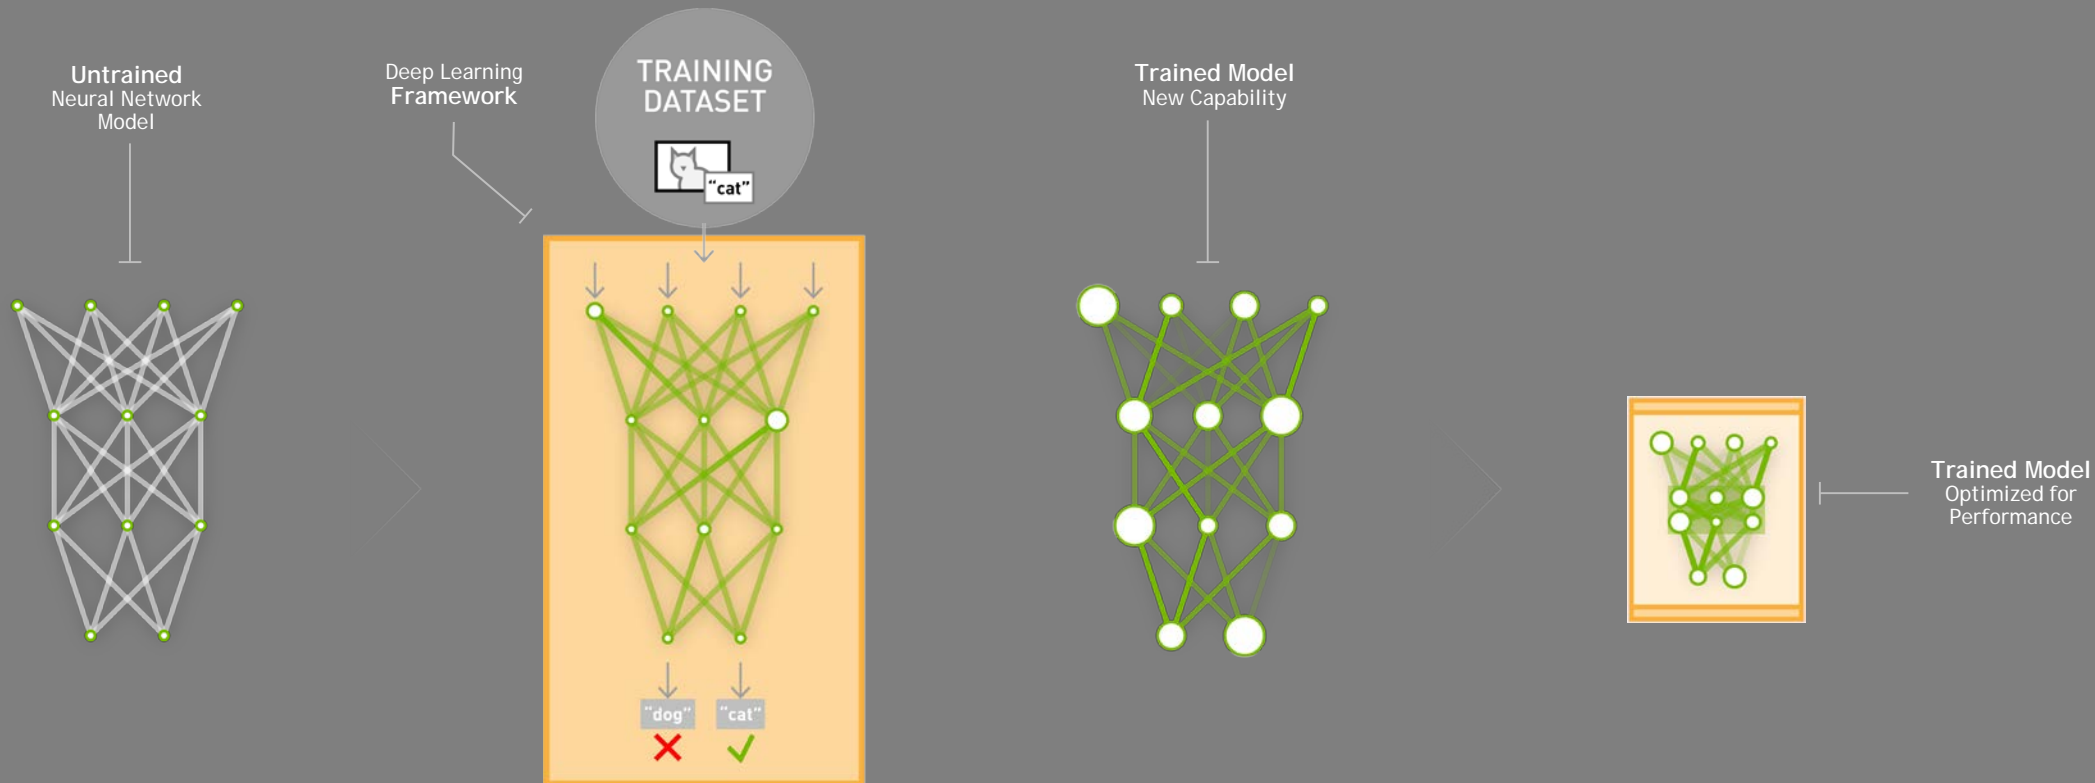 Untrained
Neural Network
Model
Deep Learning
Framework
TRAINING
DATASET
"cat"
"dog"
"cat"
Trained Model
New Capability
Trained Model
Optimized for
Performance